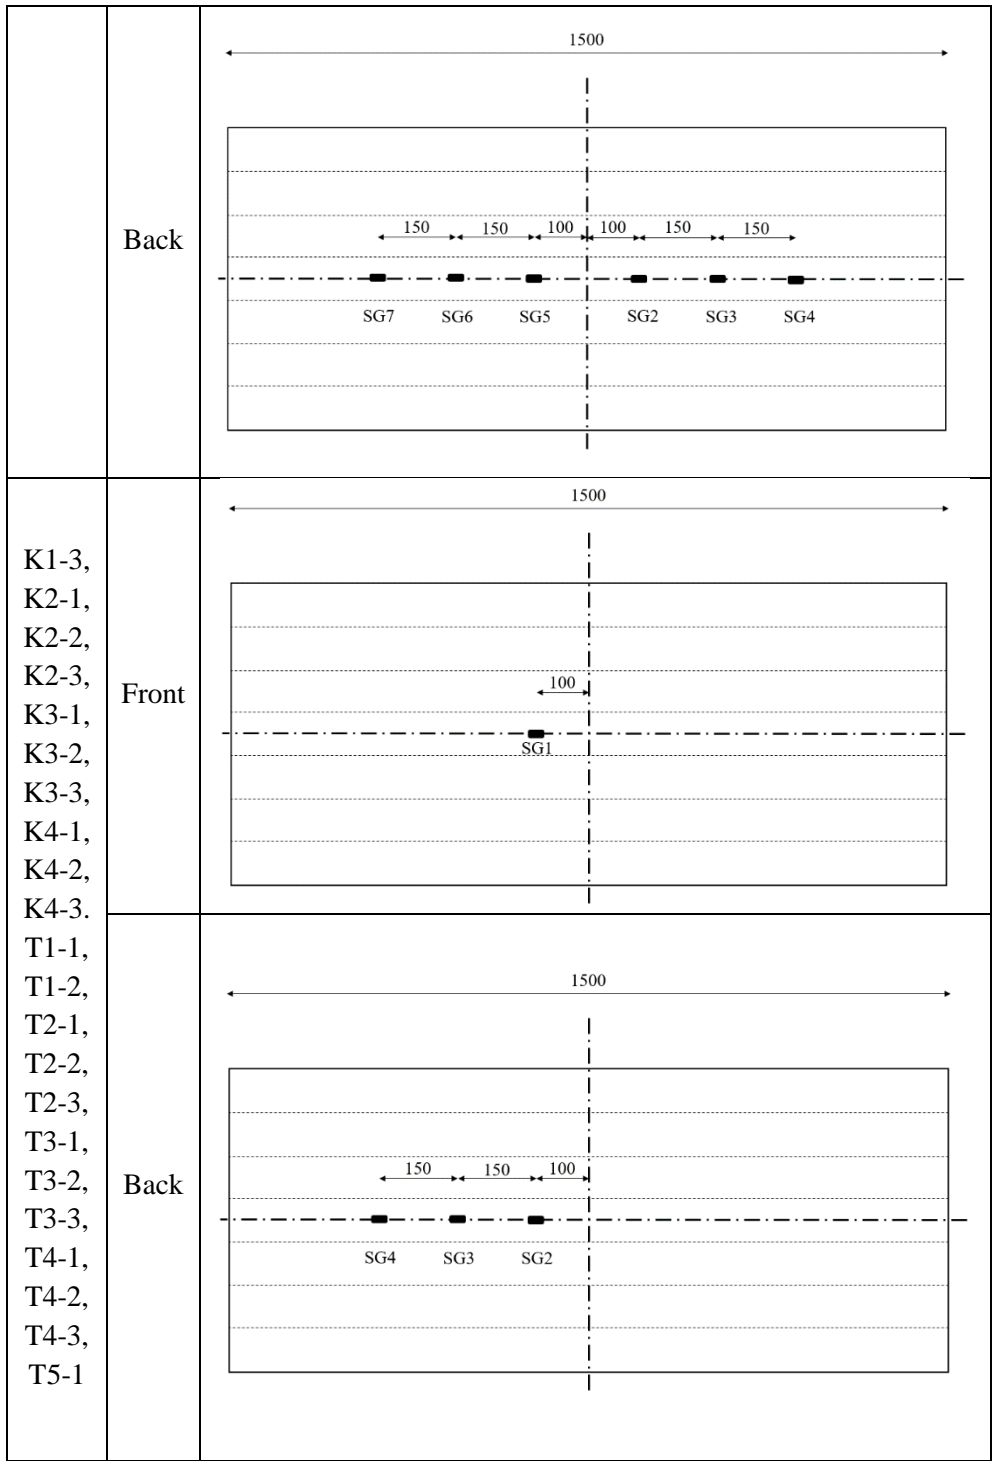 1500
Back
150 150 100 100 150 150
SG7 SG6 SG5 SG2 SG3 SG4
K1-3,
K2-1,
K2-2,
K2-3,
K3-1,
K3-2,
K3-3,
K4-1,
K4-2,
K4-3.
T1-1,
T1-2,
T2-1,
T2-2,
T2-3,
T3-1,
T3-2,
T3-3,
T4-1,
T4-2,
T4-3,
T5-1
Front
1500
100
SG1
Back
1500
150 150 100
SG4 SG3 SG2